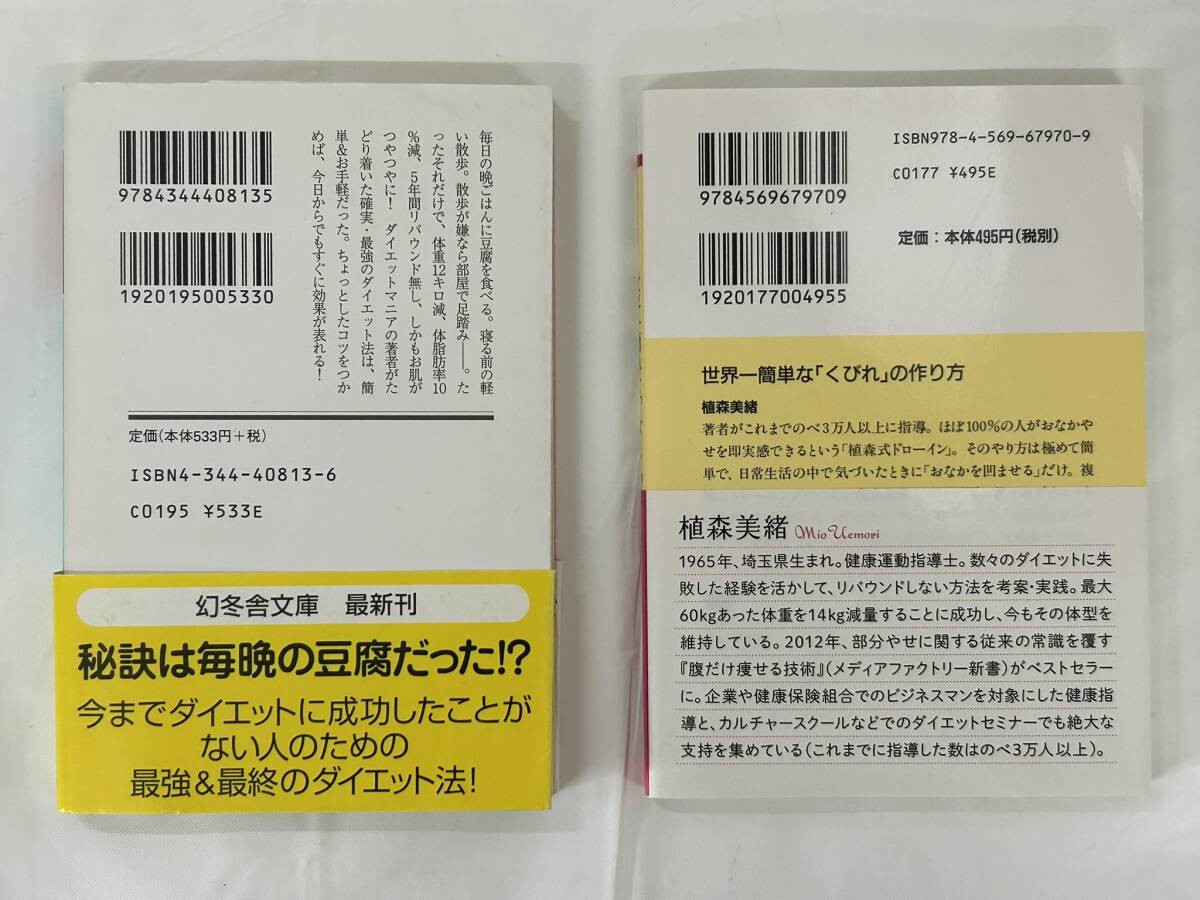 9784344408135
1920195005330
毎日の晩ごはんに豆腐を食べる。寝る前の軽
い散歩。散歩が嫌なら部屋で足踏み——。た
ったそれだけで、体重12キロ減、体脂肪率10
％減、5年間リバウンド無し、しかもお肌が
つやつやに！ ダイエットマニアの著者がた
どり着いた確実・最強のダイエット法は、簡
単&お手軽だった。ちょっとしたコツをつか
めば、今日からでもすぐに効果が表れる！
定価（本体533円＋税）
ISBN4-344-40813-6
C0195 ¥533E
幻冬舎文庫 最新刊
秘訣は毎晩の豆腐だった!?
今までダイエットに成功したことが
ない人のための
最強&最終のダイエット法！
9784569679709
1920177004955
ISBN978-4-569-67970-9
C0177 ¥495E
定価：本体495円（税別）
世界一簡単な「くびれ」の作り方
植森美緒
著者がこれまでのべ3万人以上に指導。ほぼ100％の人がおなかや
せを即実感できるという「植森式ドローイン」。そのやり方は極めて簡
単で、日常生活の中で気づいたときに「おなかを凹ませる」だけ。複
植森美緒 Mio Uemori
1965年、埼玉県生まれ。健康運動指導士。数々のダイエットに失
敗した経験を活かして、リバウンドしない方法を考案・実践。最大
60kgあった体重を14kg減量することに成功し、今もその体型を
維持している。2012年、部分やせに関する従来の常識を覆す
『腹だけ痩せる技術』（メディアファクトリー新書）がベストセラー
に。企業や健康保険組合でのビジネスマンを対象にした健康指
導と、カルチャースクールなどでのダイエットセミナーでも絶大な
支持を集めている（これまでに指導した数はのべ3万人以上）。